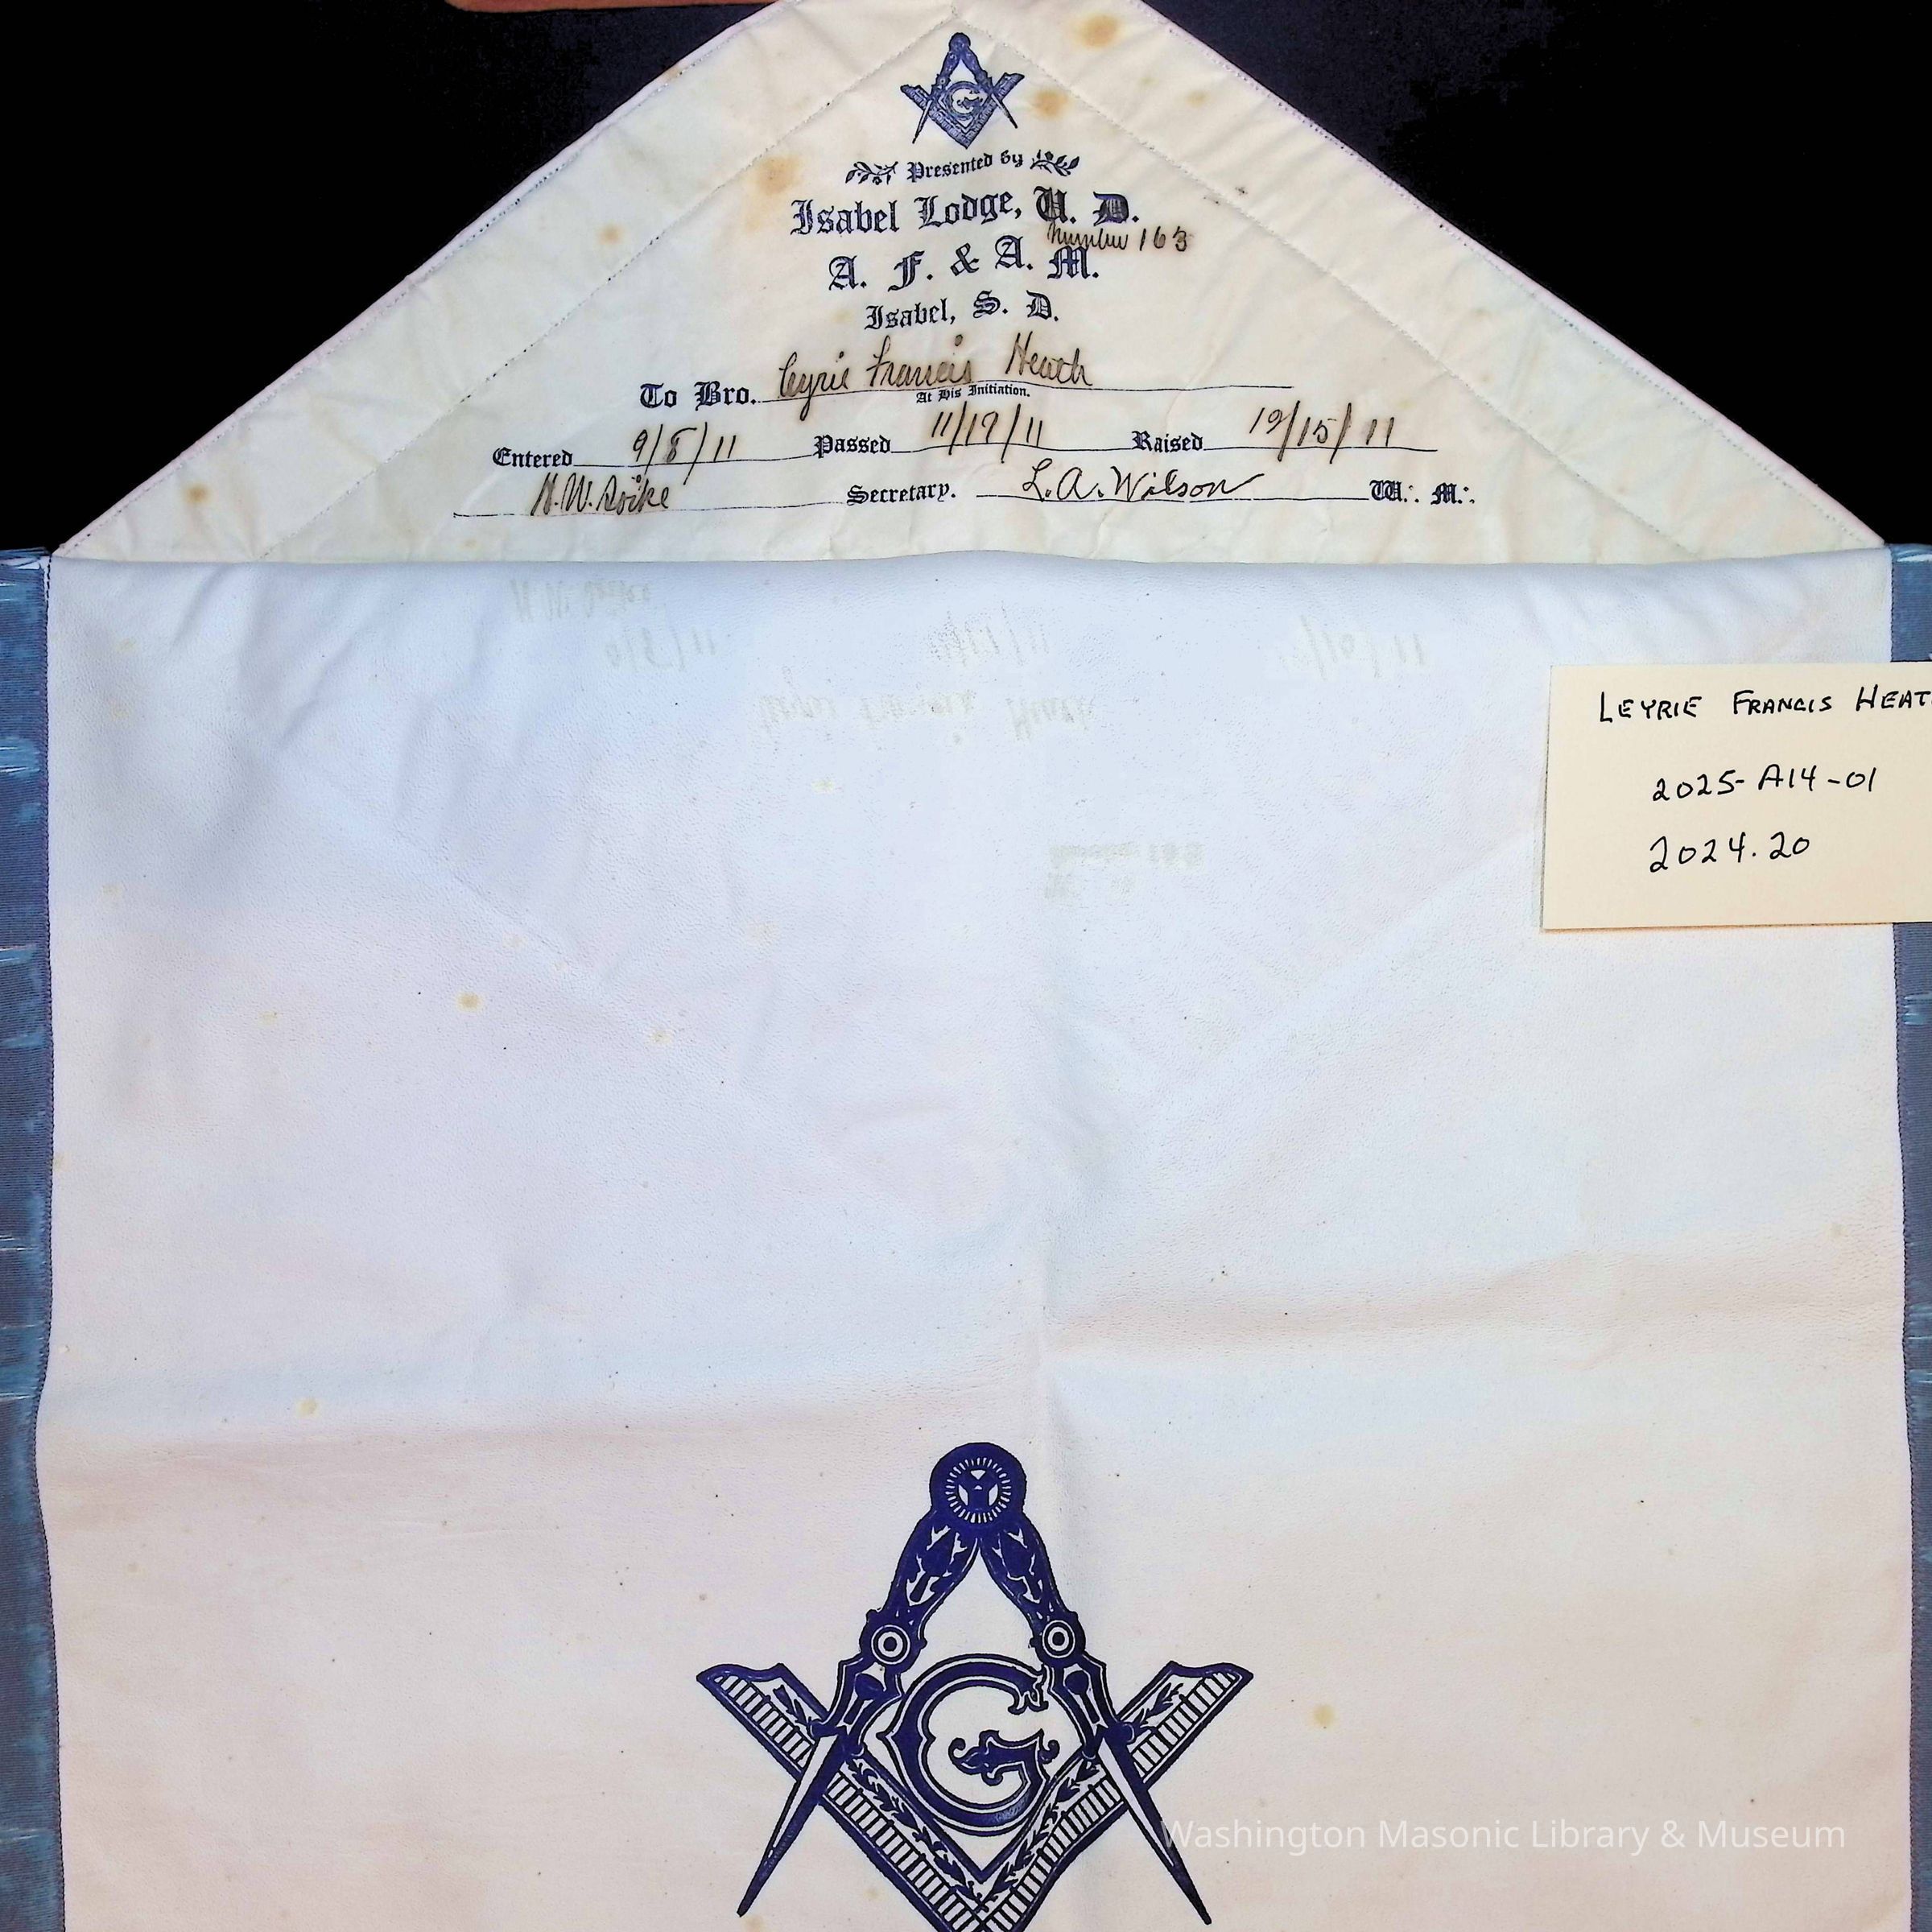 Presented by
Isabel Lodge, U. D.
Number 163
A. F. & A. M.
Isabel, S. D.
To Bro. Leyrie Francis Heath
At His Initiation.
Entered 9/8/11 Passed 11/17/11 Raised 12/15/11
H.W. Secretary. L.A. Wilson W∴ M∴
LEYRIE FRANCIS HEAT
2025-A14-01
2024.20
G
Washington Masonic Library & Museum